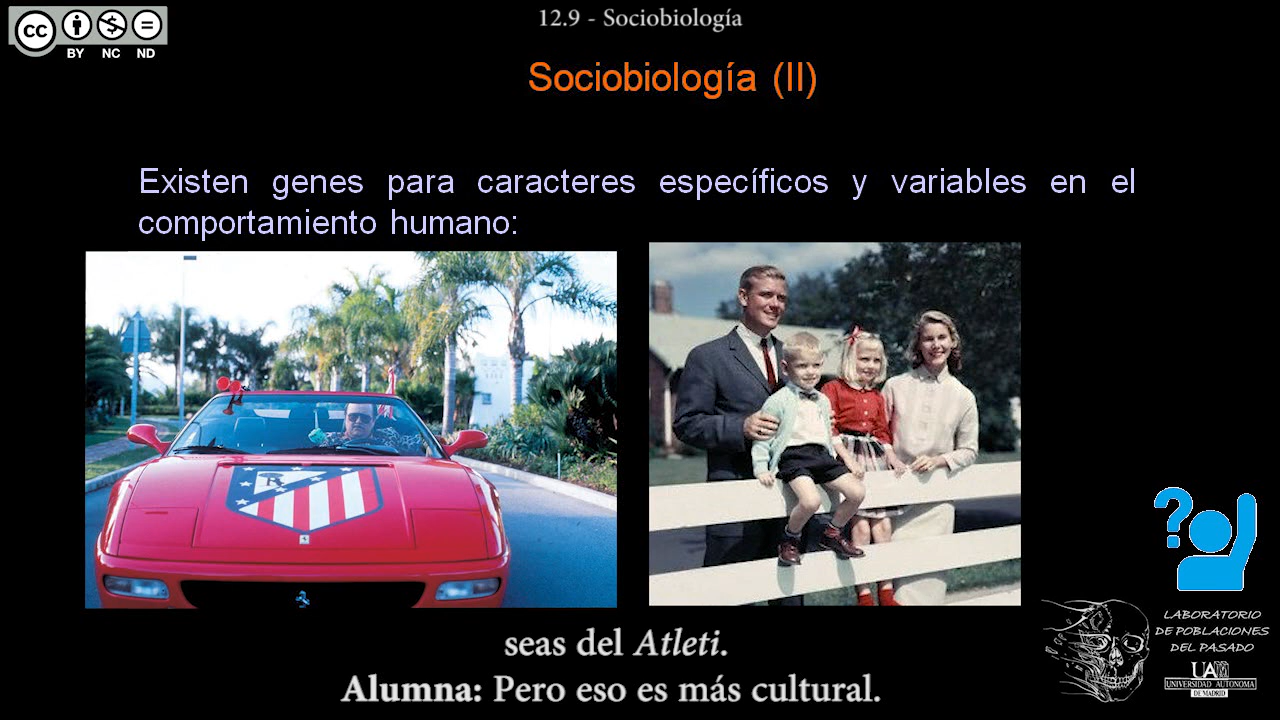 12.9 - Sociobiología
cc
BY NC ND
Sociobiología (II)
Existen genes para caracteres específicos y variables en el
comportamiento humano:
?
LABORATORIO
DE POBLACIONES
DEL PASADO
UAM
UNIVERSIDAD AUTONOMA
DE MADRID
seas del Atleti.
Alumna: Pero eso es más cultural.